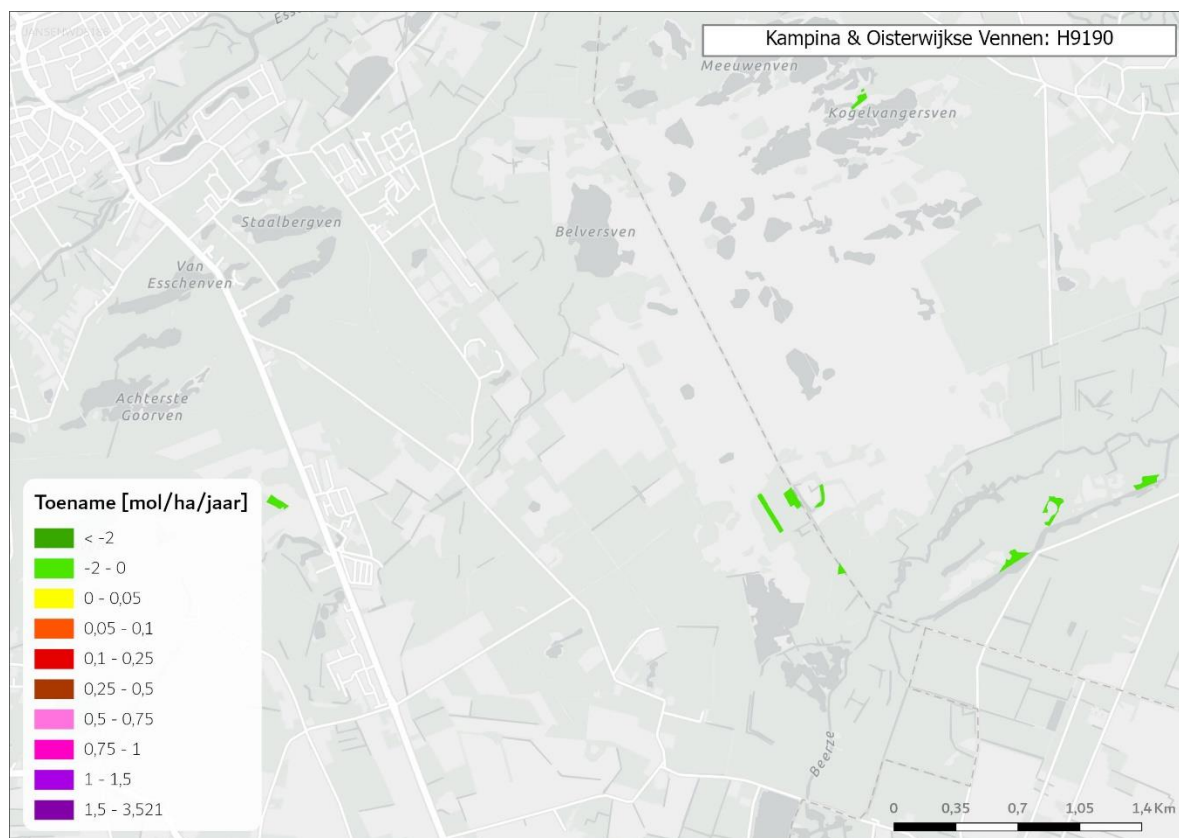 Kampina & Oisterwijkse Vennen: H9190
Meeuwenven
Kogelvangersven
Staalbergven
Belversven
Van
Esschenven
Achterste
Goorven
Toename [mol/ha/jaar]
< -2
-2 - 0
0 - 0,05
0,05 - 0,1
0,1 - 0,25
0,25 - 0,5
0,5 - 0,75
0,75 - 1
1 - 1,5
1,5 - 3,521
Beerze
0 0,35 0,7 1,05 1,4 Km